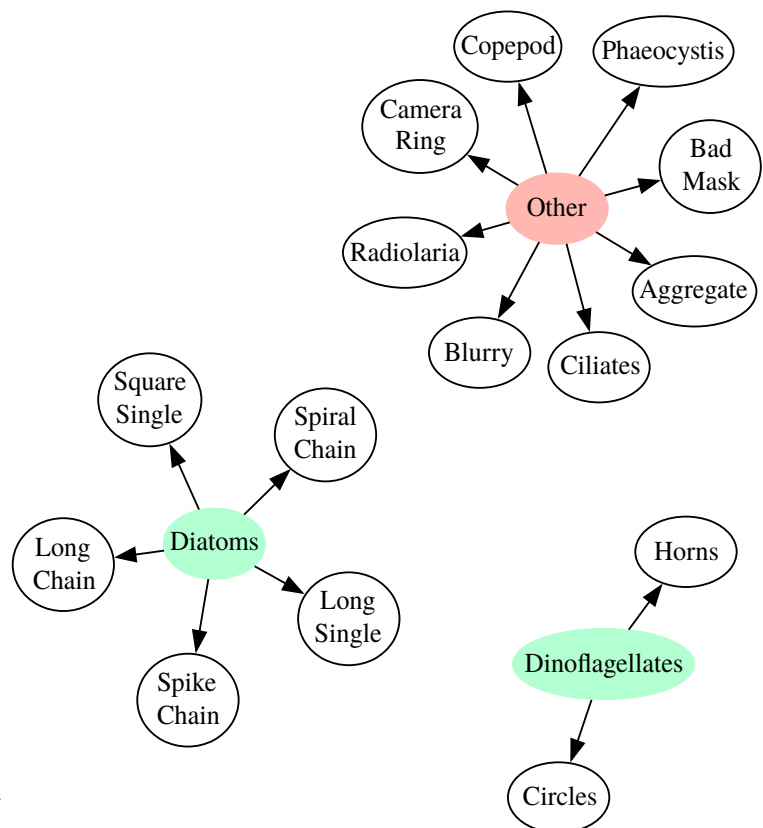 Copepod
Phaeocystis
Camera
Ring
Bad
Mask
Other
Radiolaria
Aggregate
Blurry
Ciliates
Square
Single
Spiral
Chain
Diatoms
Long
Chain
Long
Single
Spike
Chain
Horns
Dinoflagellates
Circles